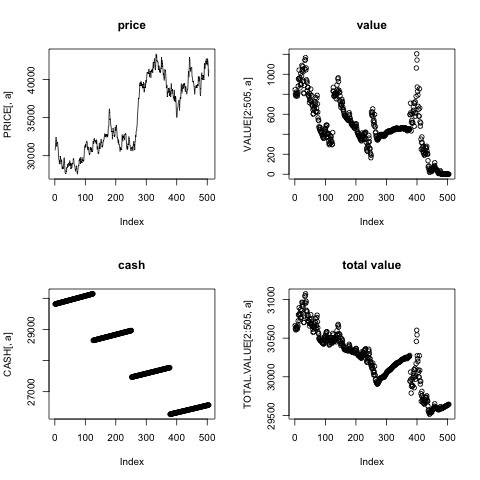 price
PRICE[, a]
30000 35000 40000
0 100 200 300 400 500
Index
value
VALUE[2:505, a]
0 200 400 600 1000
0 100 200 300 400 500
Index
cash
CASH[, a]
27000 29000
0 100 200 300 400 500
Index
total value
TOTAL.VALUE[2:505, a]
29500 30000 30500 31000
0 100 200 300 400 500
Index